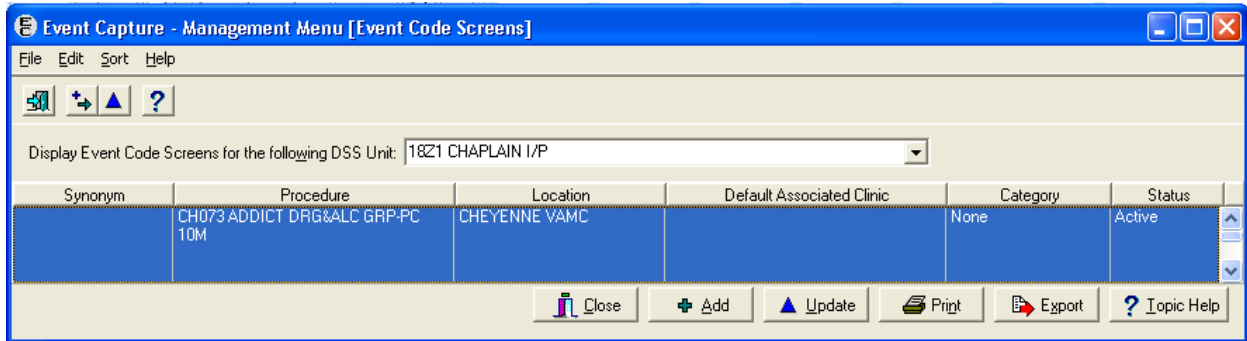 Event Capture - Management Menu [Event Code Screens]
File Edit Sort Help
Display Event Code Screens for the following DSS Unit: 18Z1 CHAPLAIN I/P
Synonym Procedure Location Default Associated Clinic Category Status
CH073 ADDICT DRG&ALC GRP-PC CHEYENNE VAMC None Active
10M
Close Add Update Print Export ? Topic Help